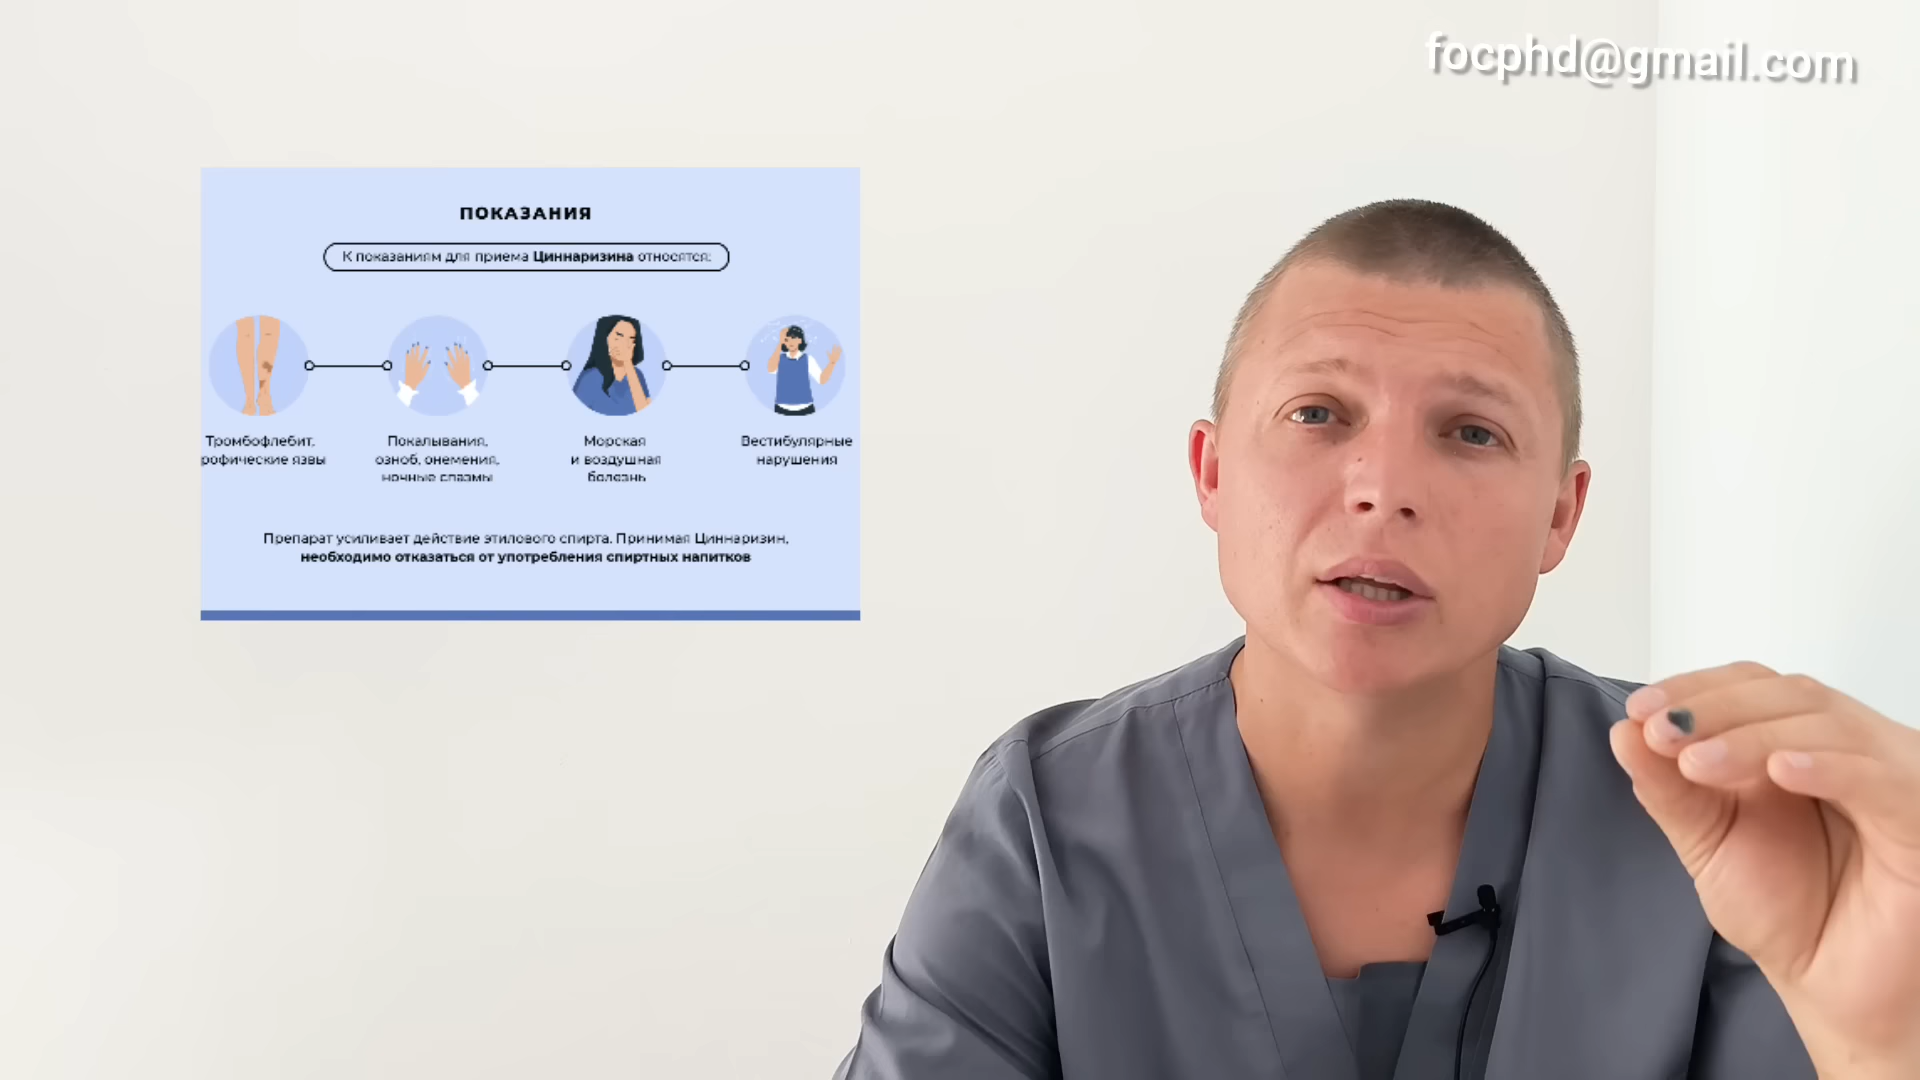 focphd@gmail.com
ПОКАЗАНИЯ
К показаниям для приема Циннаризина относятся:
Тромбофлебит,
рофические язвы
Покалывания,
озноб, онемения,
ночные спазмы
Морская
и воздушная
болезнь
Вестибулярные
нарушения
Препарат усиливает действие этилового спирта. Принимая Циннаризин,
необходимо отказаться от употребления спиртных напитков